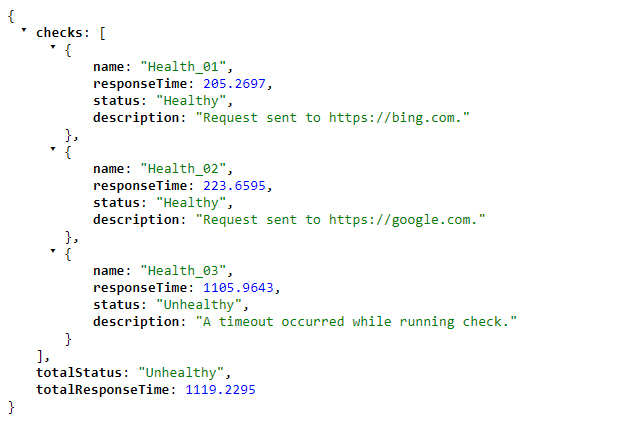 {
checks: [
{
name: "Health_01",
responseTime: 205.2697,
status: "Healthy",
description: "Request sent to https://bing.com."
},
{
name: "Health_02",
responseTime: 223.6595,
status: "Healthy",
description: "Request sent to https://google.com."
},
{
name: "Health_03",
responseTime: 1105.9643,
status: "Unhealthy",
description: "A timeout occurred while running check."
}
],
totalStatus: "Unhealthy",
totalResponseTime: 1119.2295
}